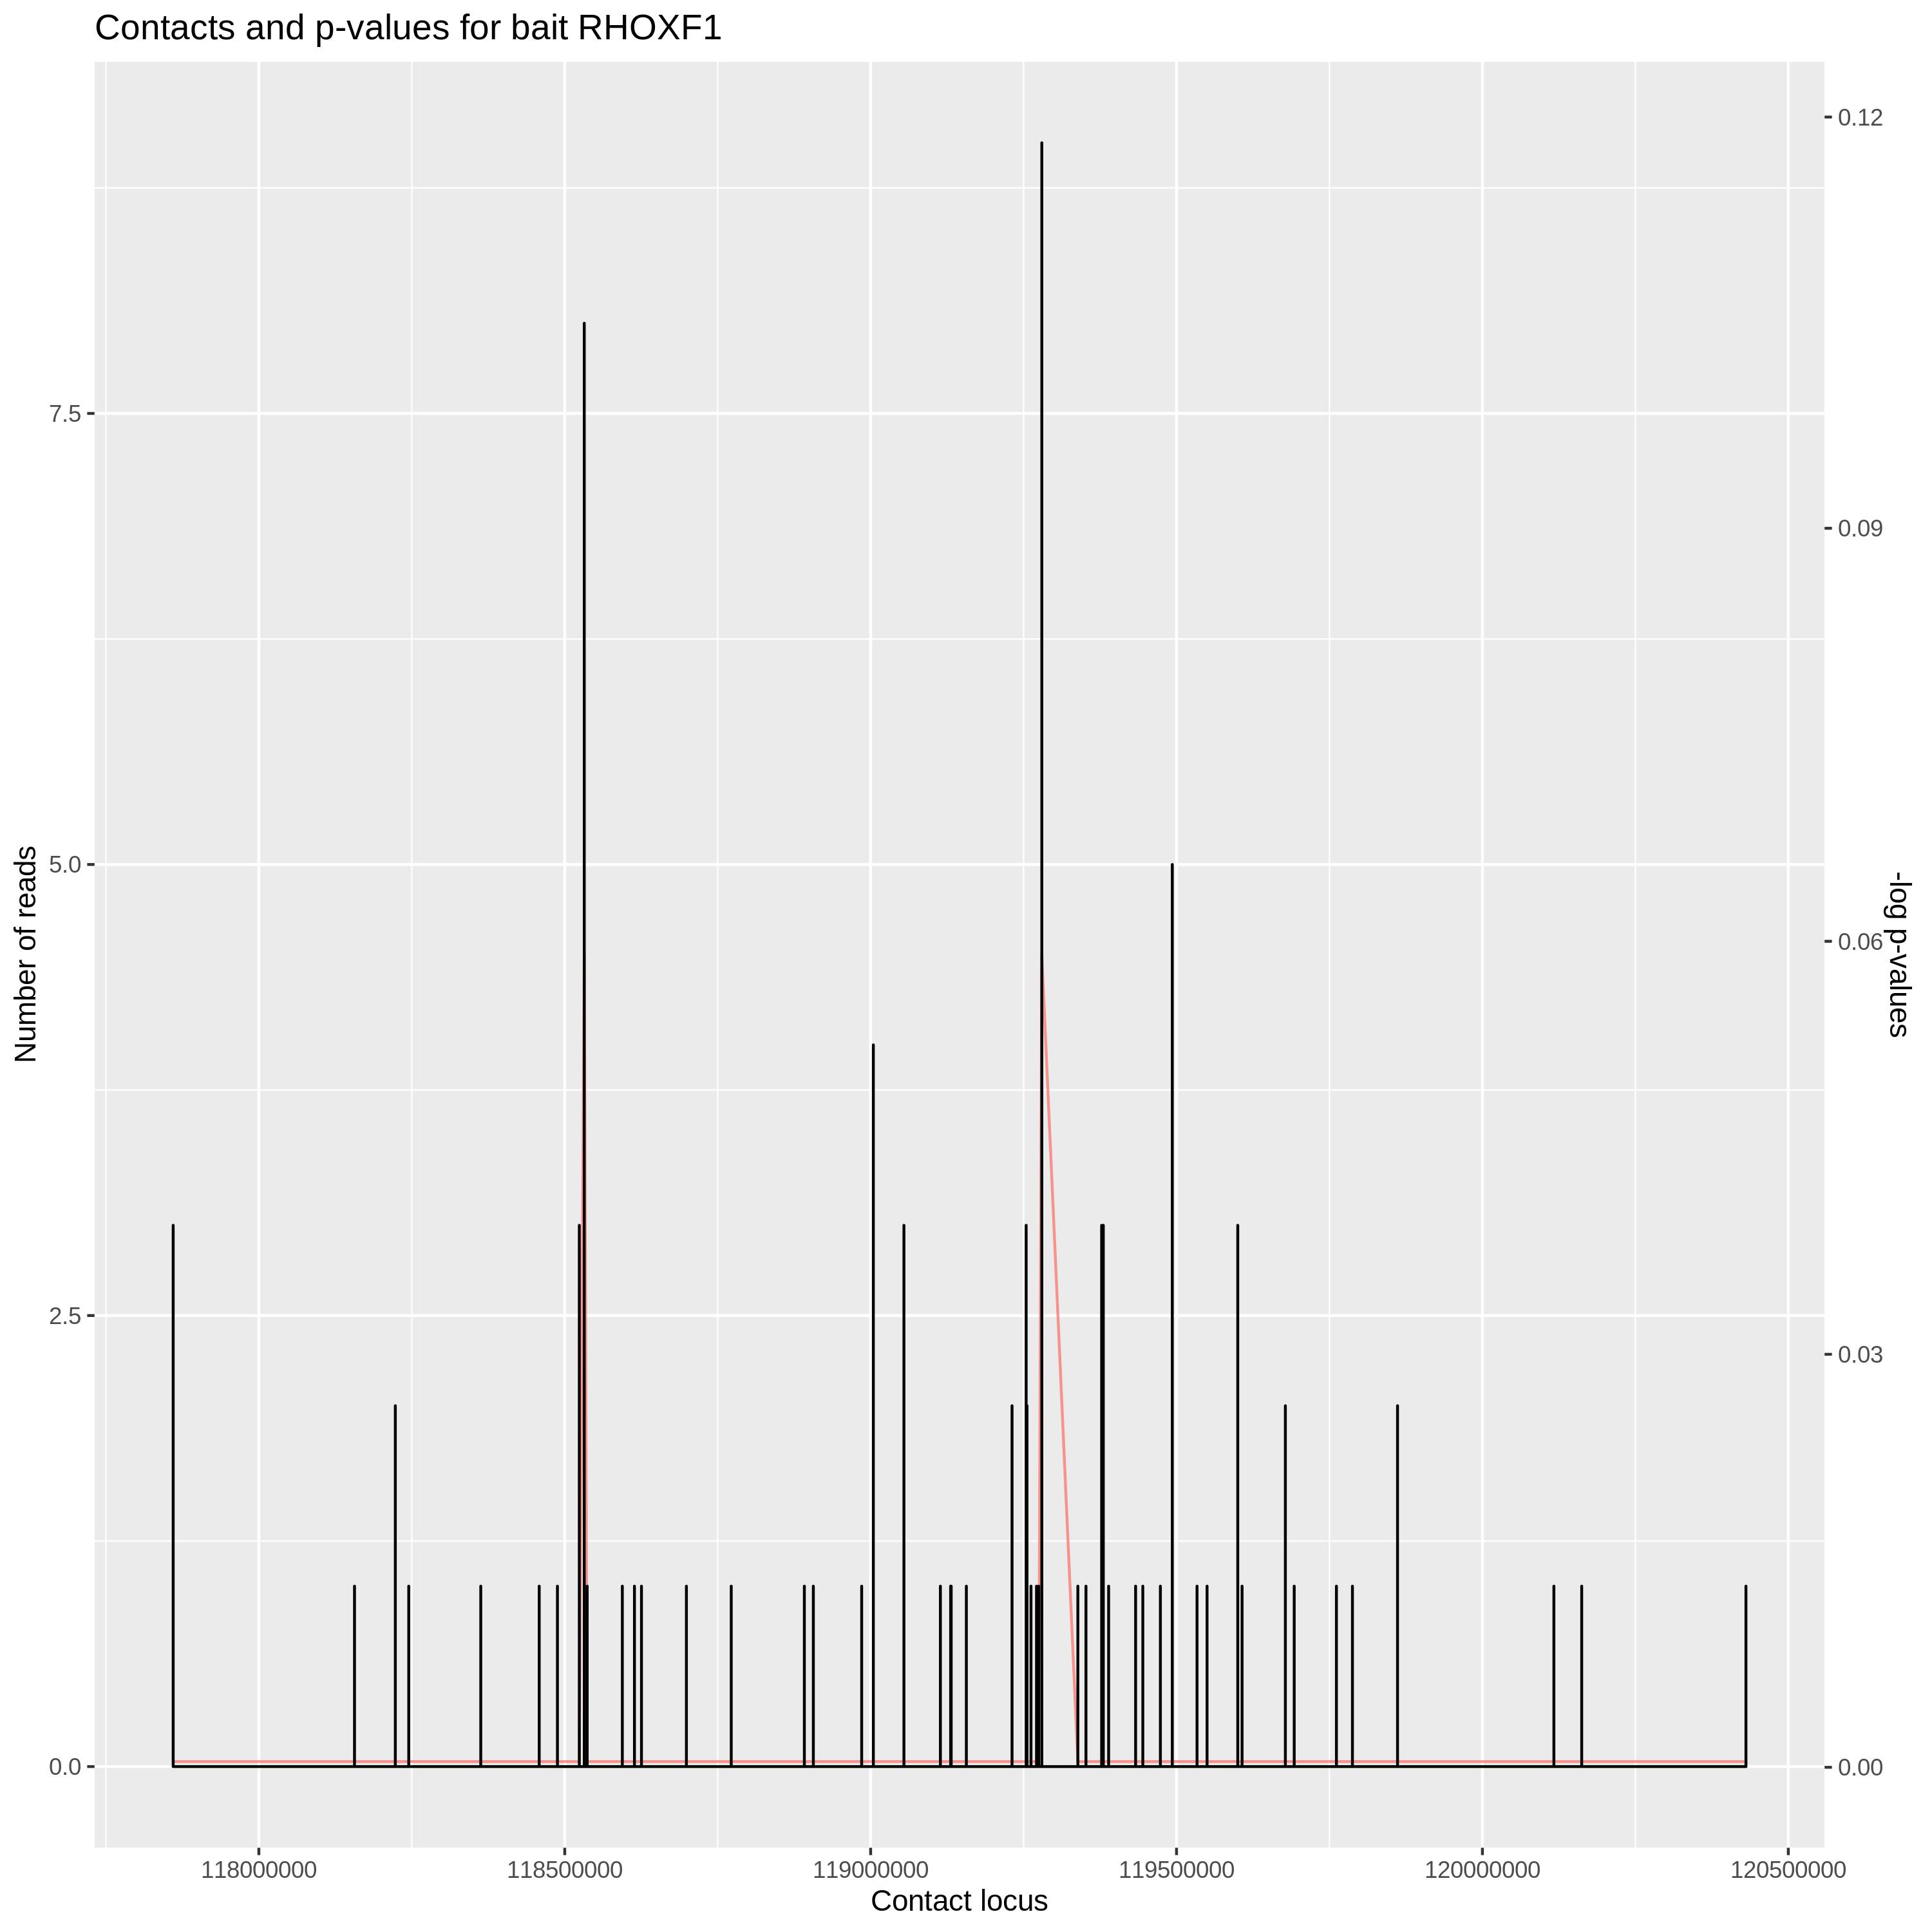 Contacts and p-values for bait RHOXF1
0.12
7.5
0.09
Number of reads
5.0
-log p-values
0.06
2.5
0.03
0.0
0.00
118000000 118500000 119000000 119500000 120000000 120500000
Contact locus